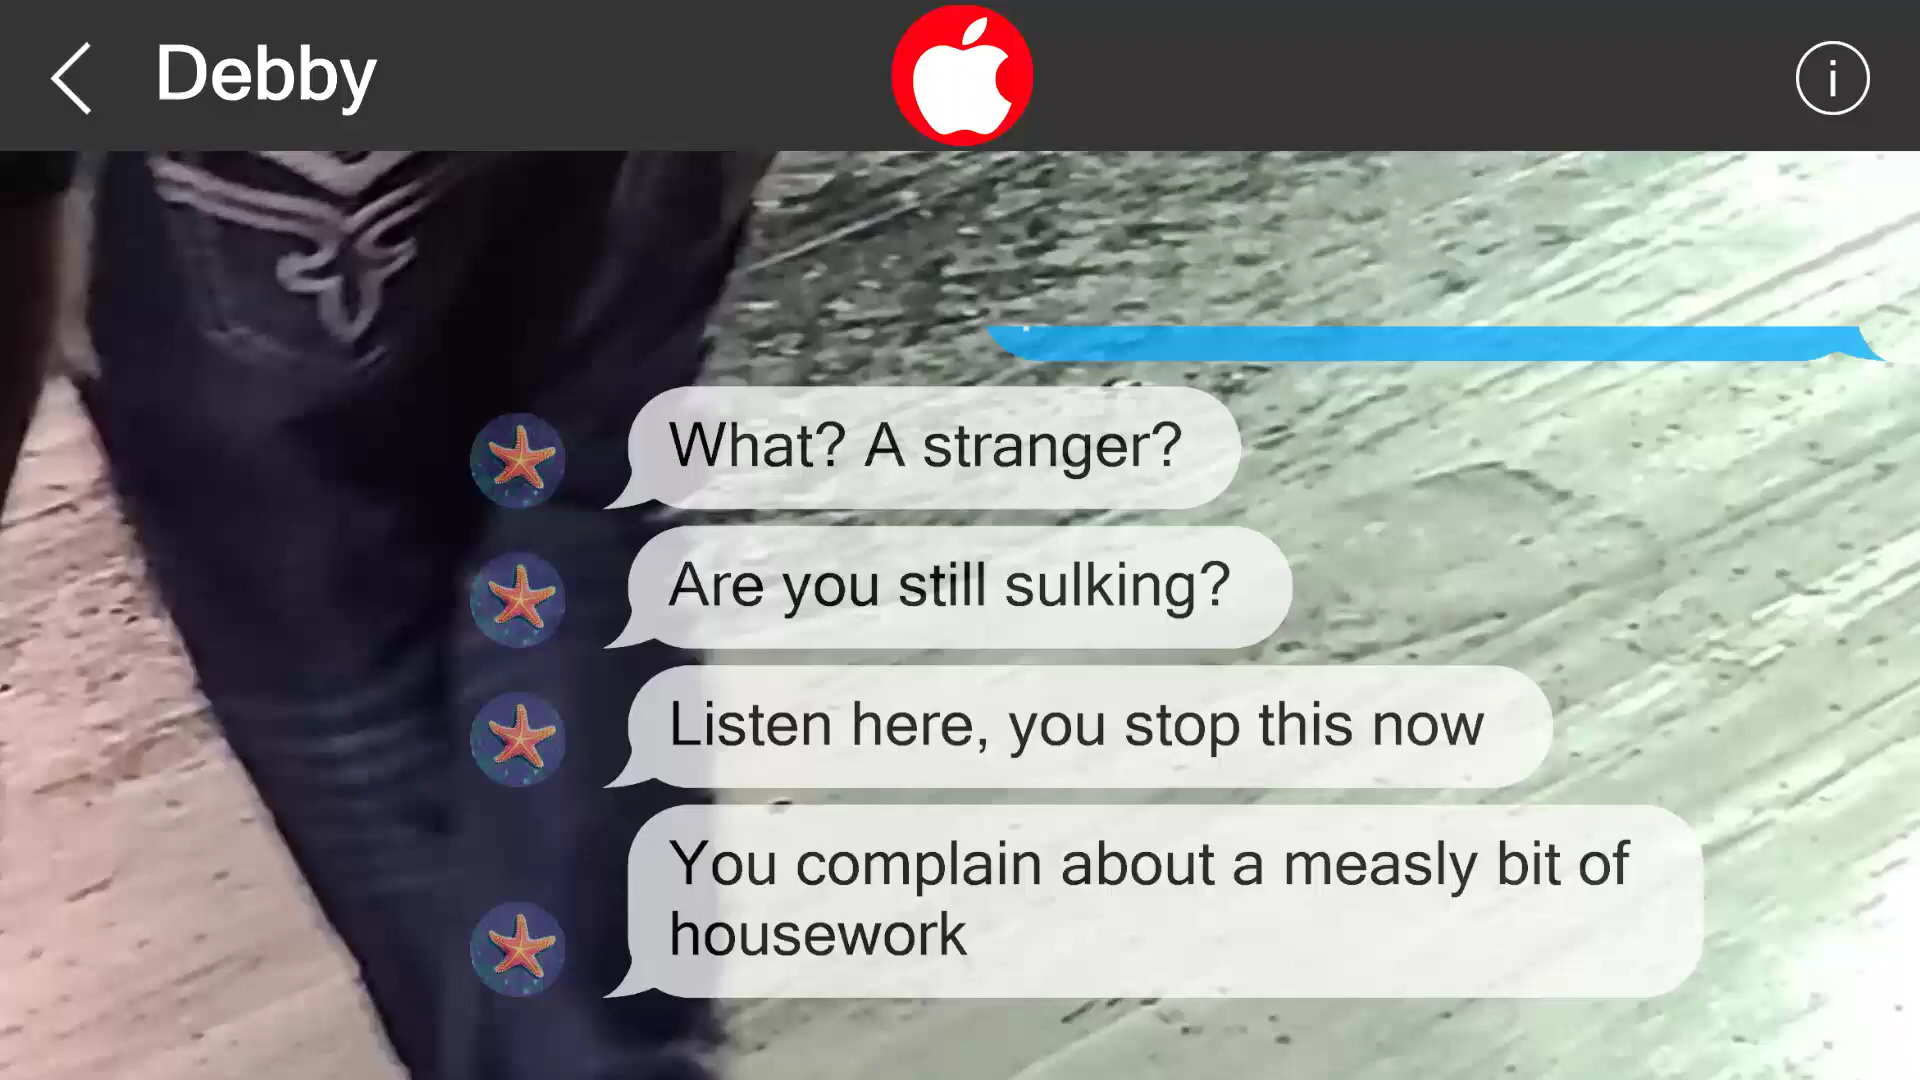 Debby
i
What? A stranger?
Are you still sulking?
Listen here, you stop this now
You complain about a measly bit of
housework